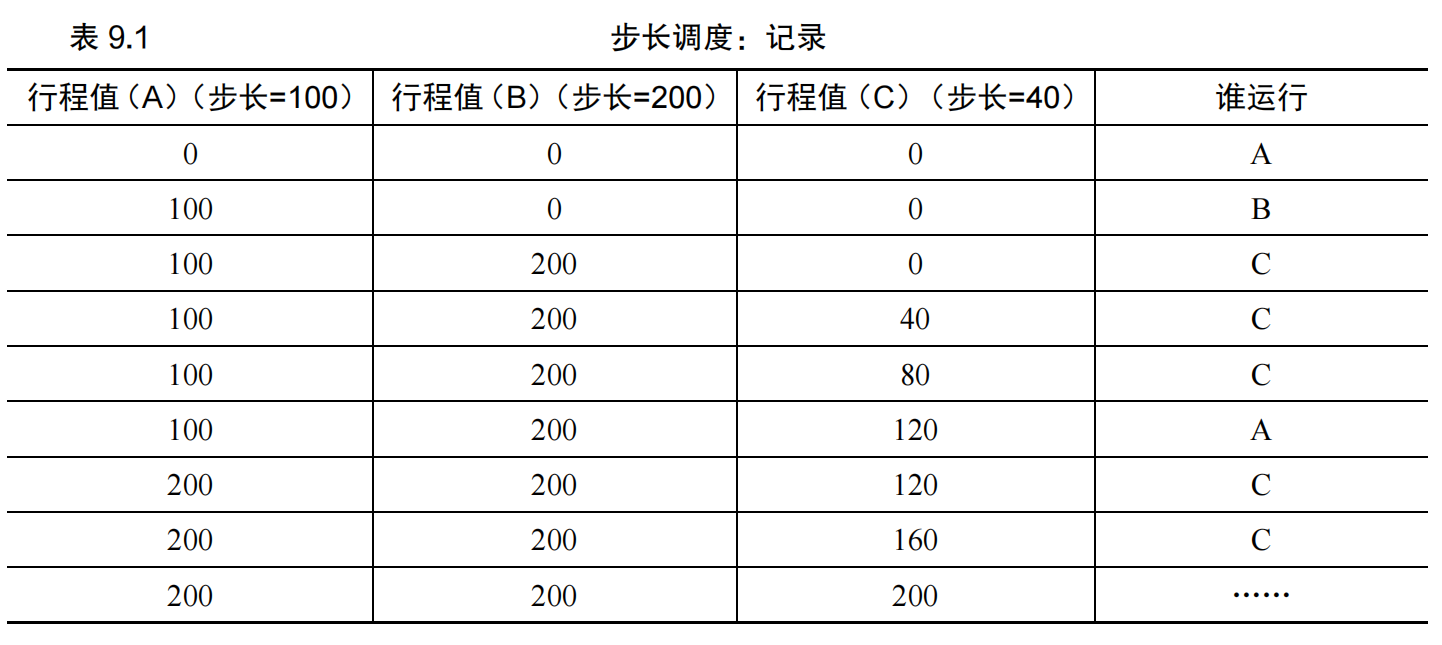 表 9.1 步长调度：记录
行程值（A）（步长=100） 行程值（B）（步长=200） 行程值（C）（步长=40） 谁运行
0 0 0 A
100 0 0 B
100 200 0 C
100 200 40 C
100 200 80 C
100 200 120 A
200 200 120 C
200 200 160 C
200 200 200 ……